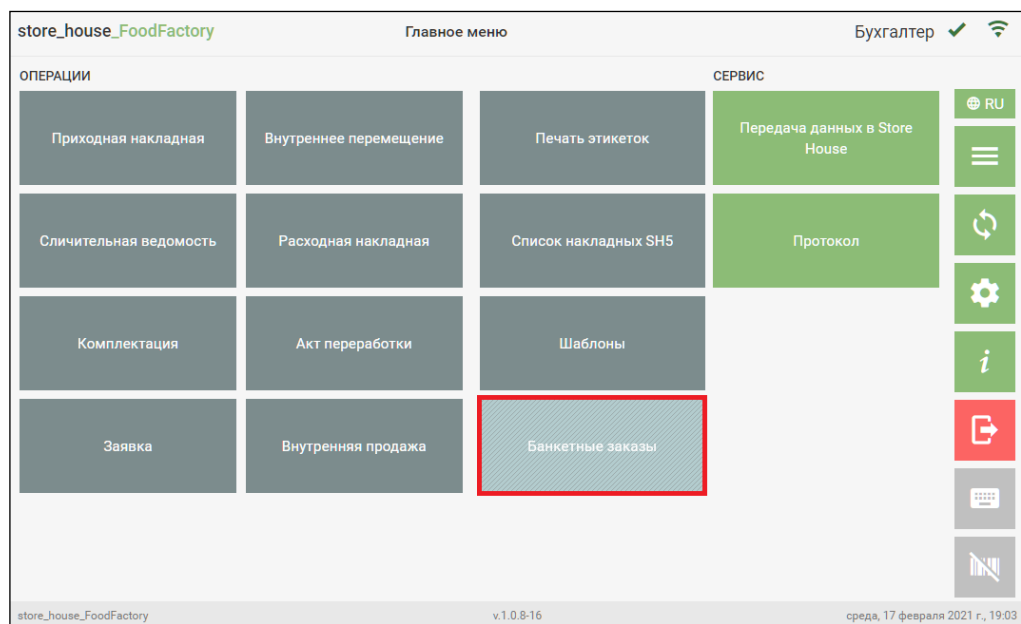 store_house_FoodFactory
Главное меню
Бухгалтер
ОПЕРАЦИИ
СЕРВИС
Приходная накладная
Внутреннее перемещение
Печать этикеток
Передача данных в Store
House
RU
Сличительная ведомость
Расходная накладная
Список накладных SH5
Протокол
Комплектация
Акт переработки
Шаблоны
i
Заявка
Внутренняя продажа
Банкетные заказы
store_house_FoodFactory
v.1.0.8-16
среда, 17 февраля 2021 г., 19:03